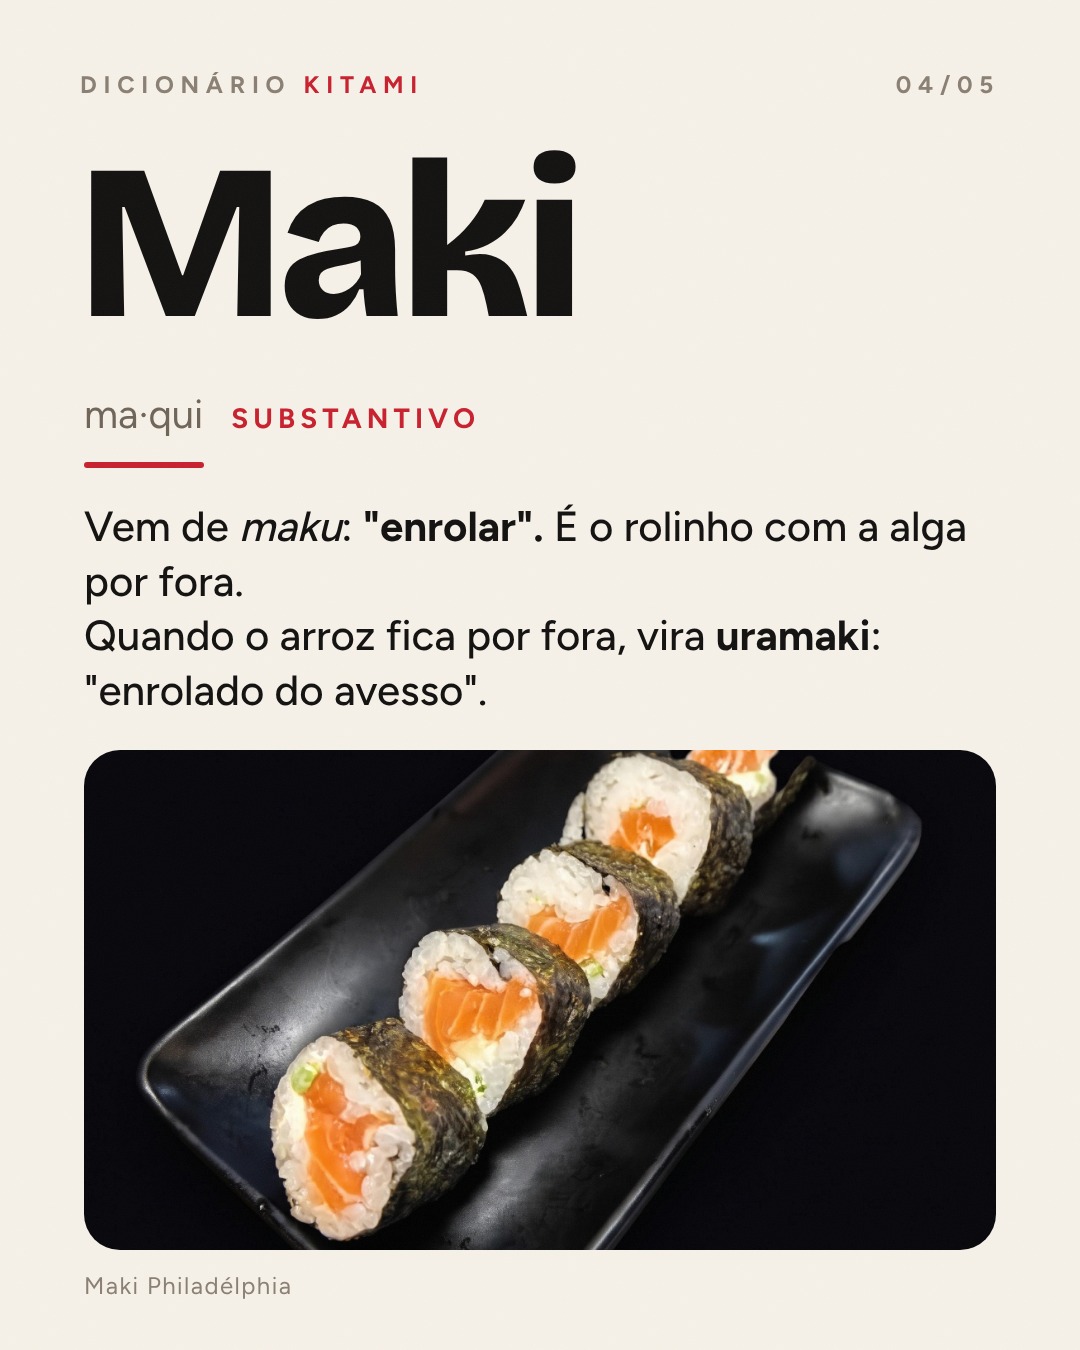 DICIONÁRIO KITAMI
04/05
Maki
ma·qui SUBSTANTIVO
Vem de maku: "enrolar". É o rolinho com a alga
por fora.
Quando o arroz fica por fora, vira uramaki:
"enrolado do avesso".
Maki Philadélphia